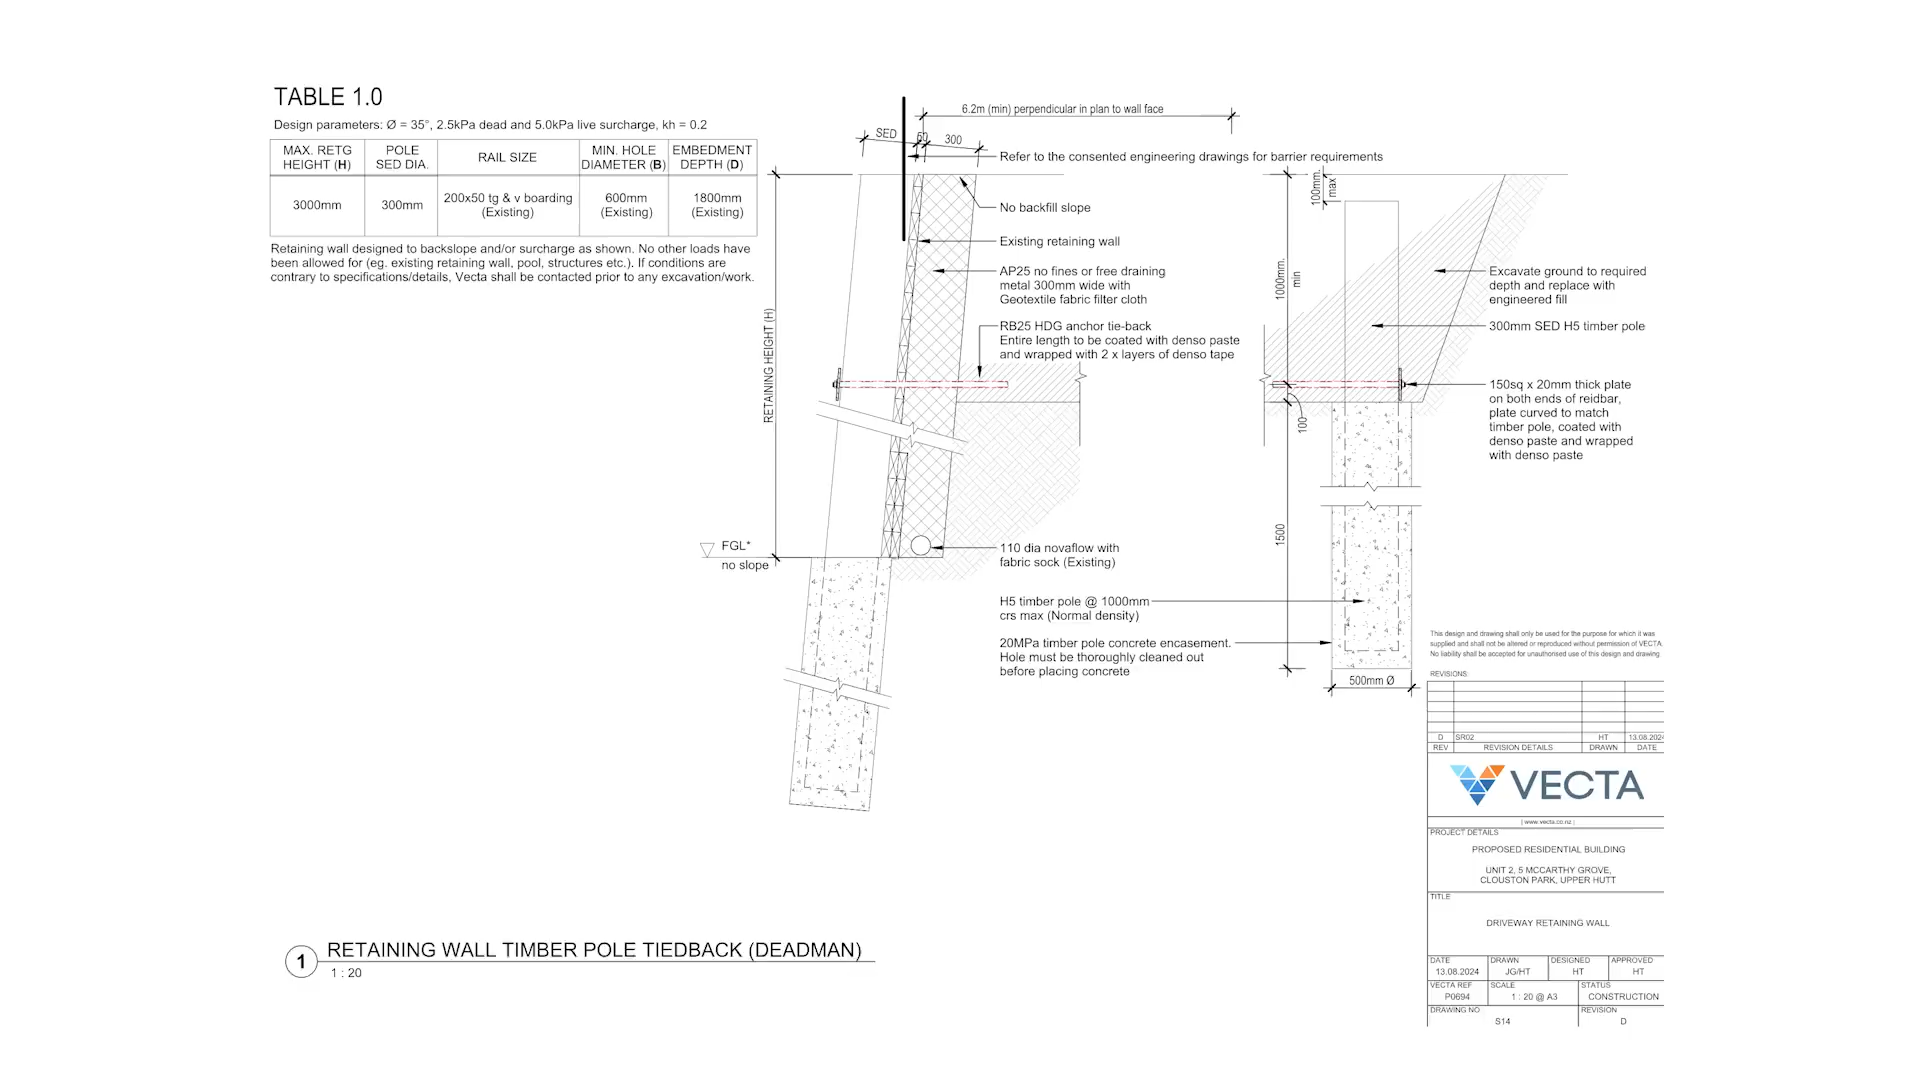 TABLE 1.0
Design parameters: Ø = 35°, 2.5kPa dead and 5.0kPa live surcharge, kh = 0.2
MAX. RETG
HEIGHT (H)
POLE
SED DIA.
RAIL SIZE
MIN. HOLE
DIAMETER (B)
EMBEDMENT
DEPTH (D)
3000mm
300mm
200x50 tg & v boarding
(Existing)
600mm
(Existing)
1800mm
(Existing)
Retaining wall designed to backslope and/or surcharge as shown. No other loads have
been allowed for (eg. existing retaining wall, pool, structures etc.). If conditions are
contrary to specifications/details, Vecta shall be contacted prior to any excavation/work.
6.2m (min) perpendicular in plan to wall face
SED
50
300
Refer to the consented engineering drawings for barrier requirements
No backfill slope
Existing retaining wall
AP25 no fines or free draining
metal 300mm wide with
Geotextile fabric filter cloth
RB25 HDG anchor tie-back
Entire length to be coated with denso paste
and wrapped with 2 x layers of denso tape
RETAINING HEIGHT (H)
FGL*
no slope
110 dia novaflow with
fabric sock (Existing)
H5 timber pole @ 1000mm
crs max (Normal density)
20MPa timber pole concrete encasement.
Hole must be thoroughly cleaned out
before placing concrete
100mm.
max
1000mm.
min
100
1500
500mm Ø
Excavate ground to required
depth and replace with
engineered fill
300mm SED H5 timber pole
150sq x 20mm thick plate
on both ends of reidbar,
plate curved to match
timber pole, coated with
denso paste and wrapped
with denso paste
This design and drawing shall only be used for the purpose for which it was
supplied and shall not be altered or reproduced without permission of VECTA.
No liability shall be accepted for unauthorised use of this design and drawing
REVISIONS
D SR02 HT 13.08.2024
REV REVISION DETAILS DRAWN DATE
VECTA
| www.vecta.co.nz |
PROJECT DETAILS
PROPOSED RESIDENTIAL BUILDING
UNIT 2, 5 MCCARTHY GROVE,
CLOUSTON PARK, UPPER HUTT
TITLE
DRIVEWAY RETAINING WALL
DATE DRAWN DESIGNED APPROVED
13.08.2024 JG/HT HT HT
VECTA REF SCALE STATUS
P0694 1 : 20 @ A3 CONSTRUCTION
DRAWING NO REVISION
S14 D
1 RETAINING WALL TIMBER POLE TIEDBACK (DEADMAN)
1 : 20